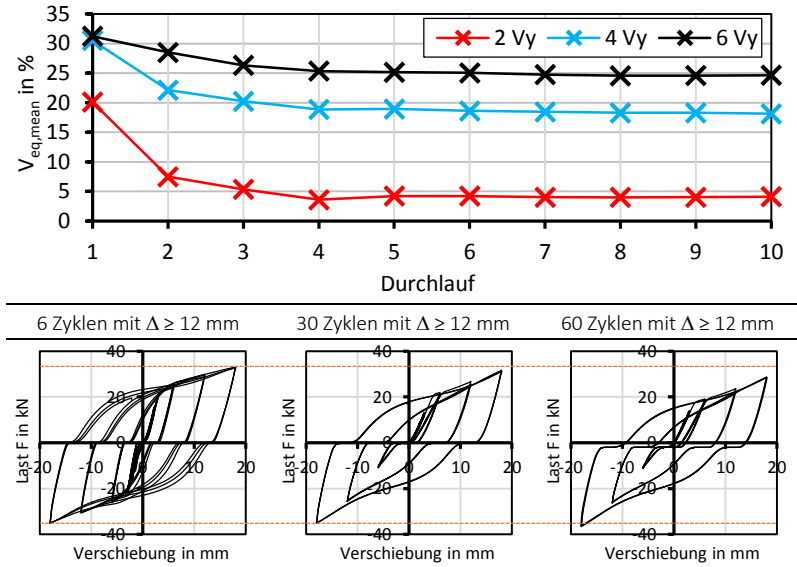 35
30
25
20
15
10
5
0
V eq,mean in %
2 Vy 4 Vy 6 Vy
1 2 3 4 5 6 7 8 9 10
Durchlauf
6 Zyklen mit Δ ≥ 12 mm 30 Zyklen mit Δ ≥ 12 mm 60 Zyklen mit Δ ≥ 12 mm
40 40 40
20 20 20
0 0 0
-20 -20 -20
-40 -40 -40
Last F in kN Last F in kN Last F in kN
-20 -10 0 10 20 -20 -10 0 10 20 -20 -10 0 10 20
Verschiebung in mm Verschiebung in mm Verschiebung in mm